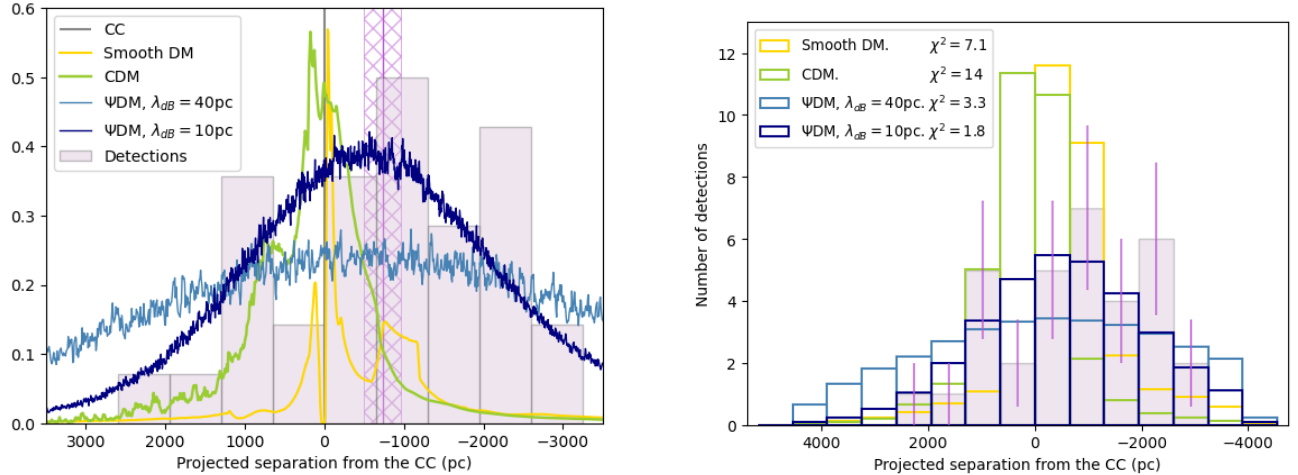 0.6
0.5
0.4
0.3
0.2
0.1
0.0
CC
Smooth DM
CDM
ΨDM, λ_dB = 40pc
ΨDM, λ_dB = 10pc
Detections
3000 2000 1000 0 −1000 −2000 −3000
Projected separation from the CC (pc)
Number of detections
12
10
8
6
4
2
0
Smooth DM. χ² = 7.1
CDM. χ² = 14
ΨDM, λ_dB = 40pc. χ² = 3.3
ΨDM, λ_dB = 10pc. χ² = 1.8
4000 2000 0 −2000 −4000
Projected separation from the CC (pc)